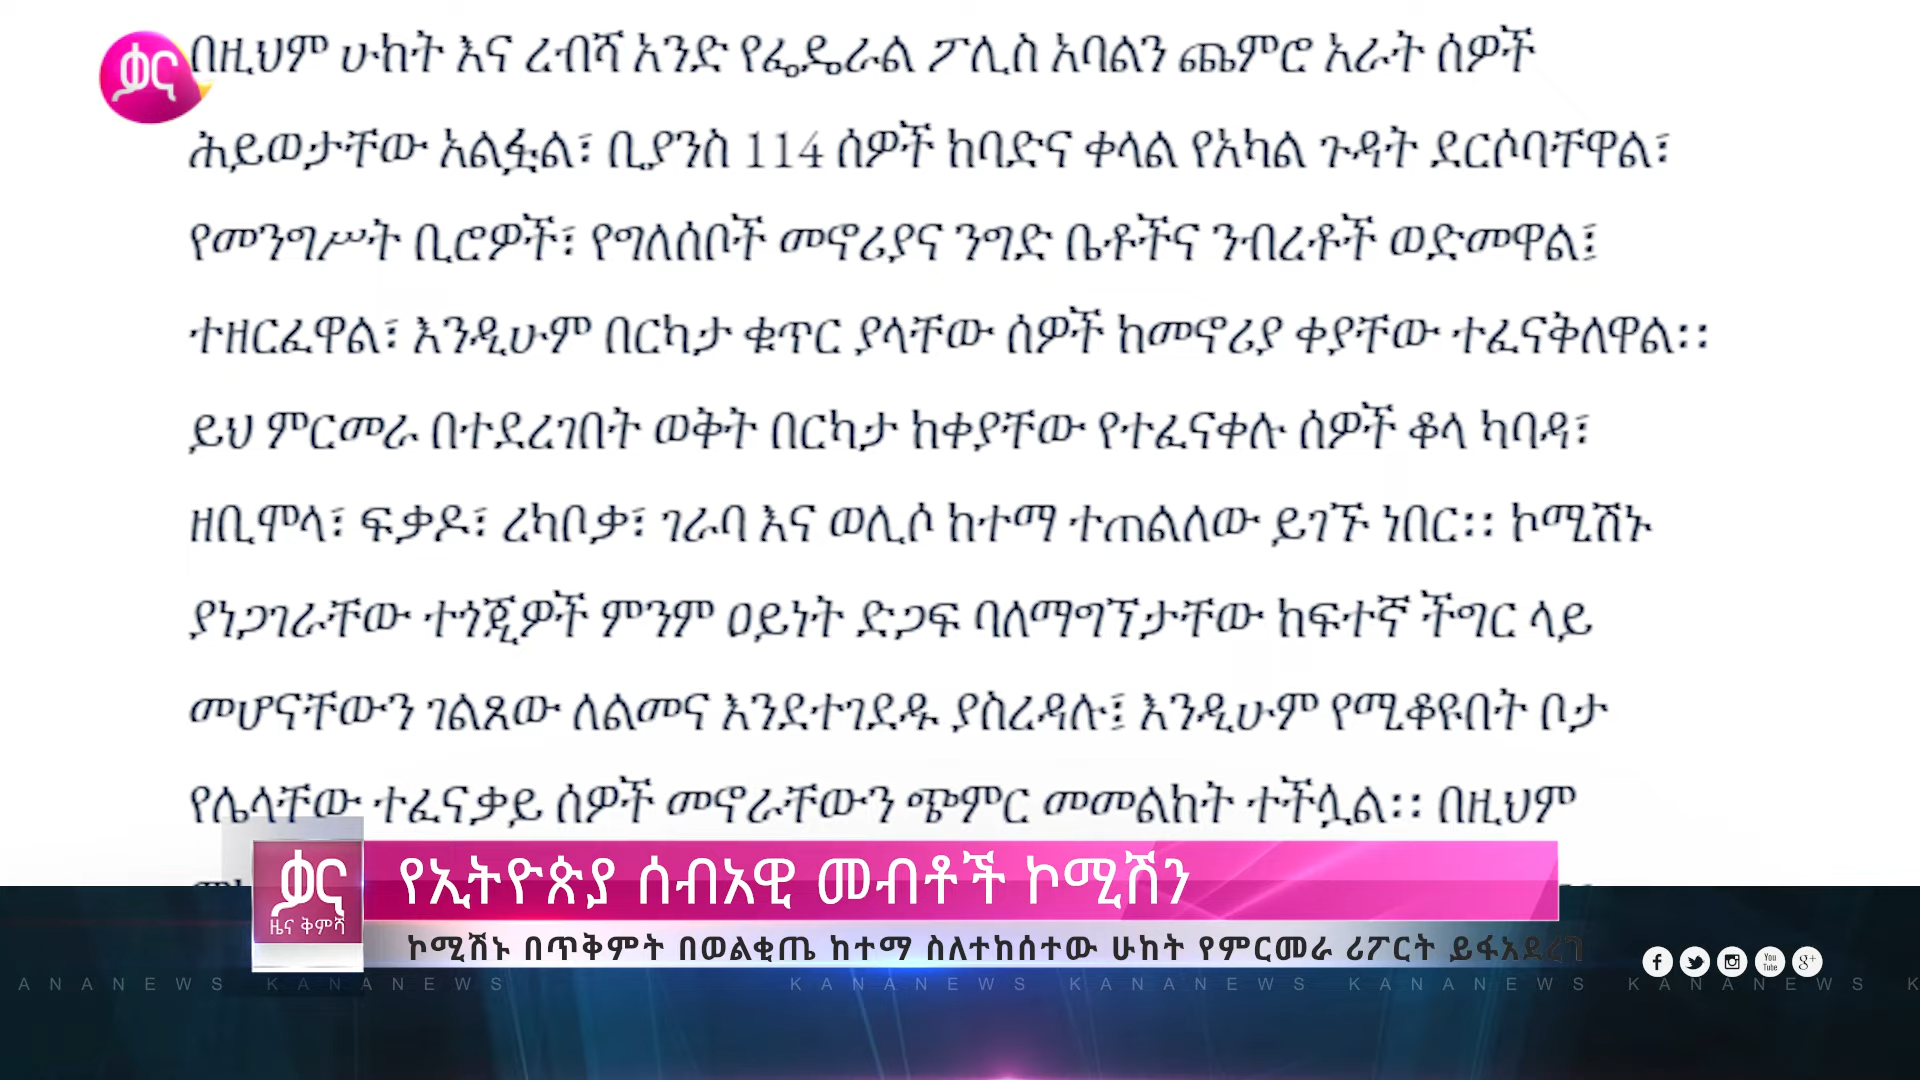 ቃና
በዚህም ሁከት እና ረብሻ አንድ የፌዴራል ፖሊስ አባልን ጨምሮ አራት ሰዎች
ሕይወታቸው አልፏል፣ ቢያንስ 114 ሰዎች ከባድና ቀላል የአካል ጉዳት ደርሶባቸዋል፣
የመንግሥት ቢሮዎች፣ የግለሰቦች መኖሪያና ንግድ ቤቶችና ንብረቶች ወድመዋል፤
ተዘርፈዋል፣ እንዲሁም በርካታ ቁጥር ያላቸው ሰዎች ከመኖሪያ ቀያቸው ተፈናቅለዋል፡፡
ይህ ምርመራ በተደረገበት ወቅት በርካታ ከቀያቸው የተፈናቀሉ ሰዎች ቆላ ካባዳ፣
ዘቢሞላ፣ ፍቃዶ፣ ረካቦቃ፣ ገራባ እና ወሊሶ ከተማ ተጠልለው ይገኙ ነበር፡፡ ኮሚሽኑ
ያነጋገራቸው ተጎጂዎች ምንም ዐይነት ድጋፍ ባለማግኘታቸው ከፍተኛ ችግር ላይ
መሆናቸውን ገልጸው ለልመና እንደተገደዱ ያስረዳሉ፤ እንዲሁም የሚቆዩበት ቦታ
የሌላቸው ተፈናቃይ ሰዎች መኖራቸውን ጭምር መመልከት ተችሏል፡፡ በዚህም
ቃና
ዜና ቅምሻ
የኢትዮጵያ ሰብአዊ መብቶች ኮሚሽን
ኮሚሽኑ በጥቅምት በወልቂጤ ከተማ ስለተከሰተው ሁከት የምርመራ ሪፖርት ይፋአደረገ
ANANEWS KANANEWS KANANEWS KANANEWS KANANEWS KANANEWS K
You Tube